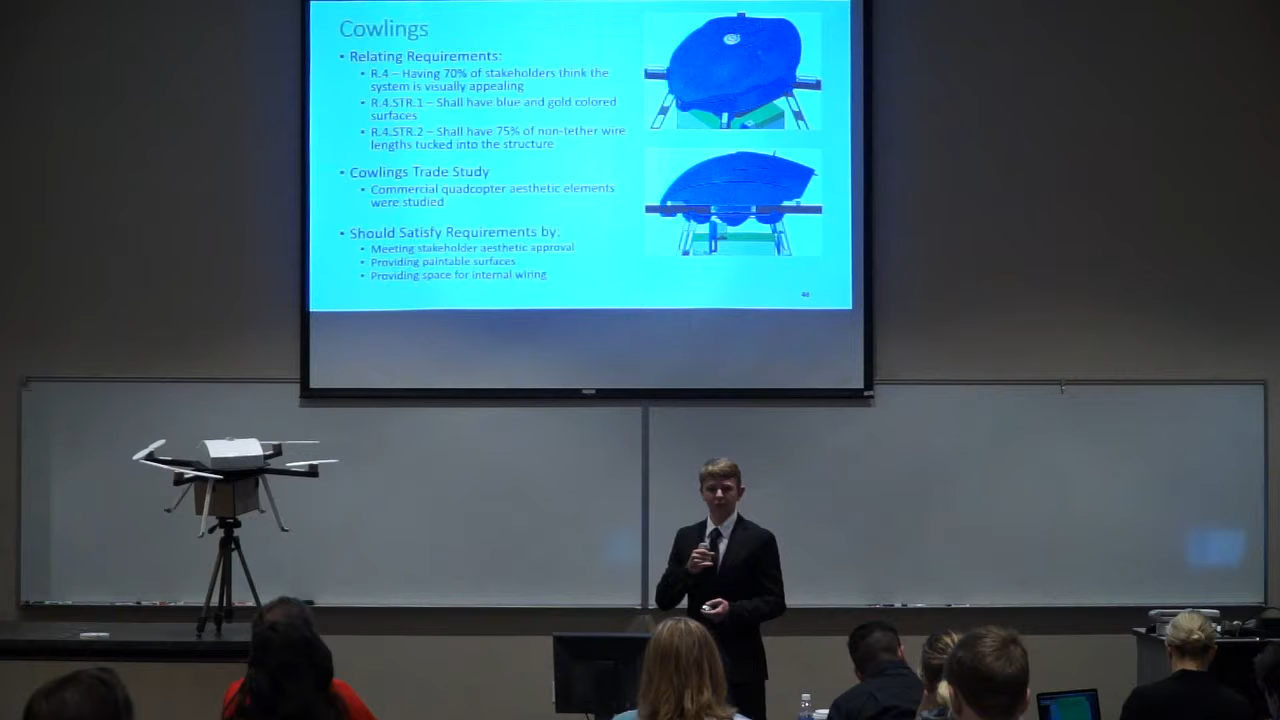 Cowlings
• Relating Requirements:
• R.4 – Having 70% of stakeholders think the
system is visually appealing
• R.4.STR.1 – Shall have blue and gold colored
surfaces
• R.4.STR.2 – Shall have 75% of non-tether wire
lengths tucked into the structure
• Cowlings Trade Study
• Commercial quadcopter aesthetic elements
were studied
• Should Satisfy Requirements by:
• Meeting stakeholder aesthetic approval
• Providing paintable surfaces
• Providing space for internal wiring